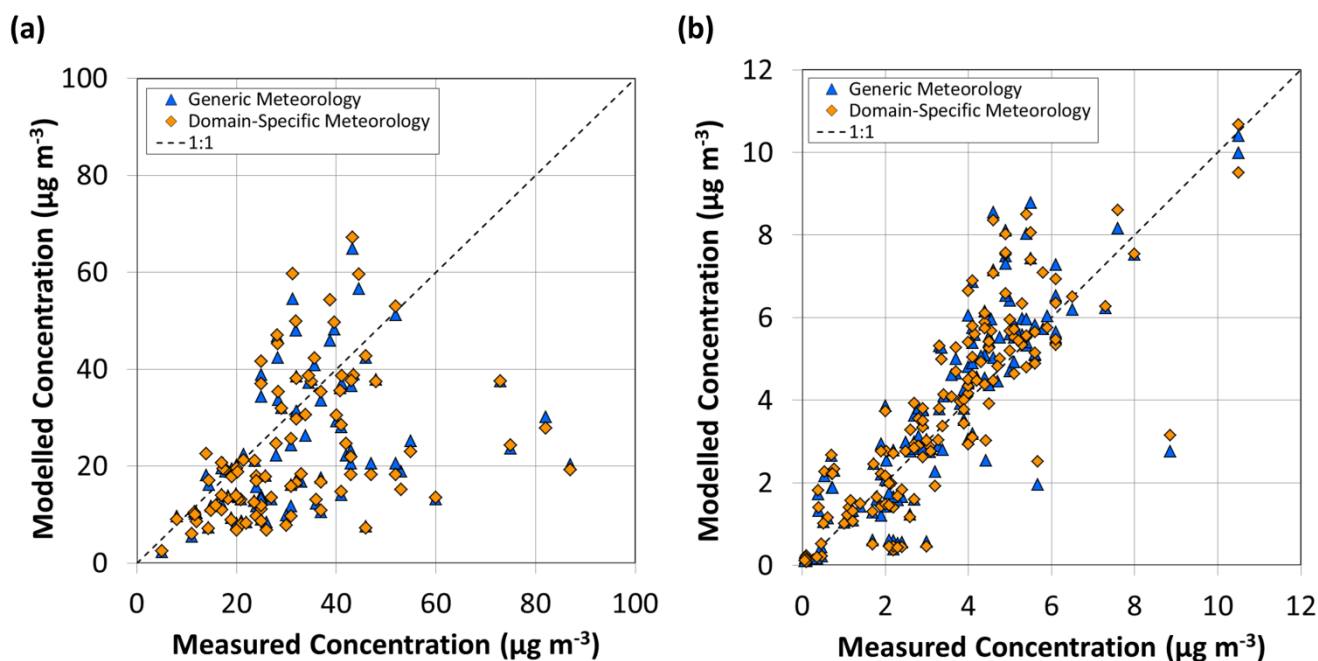 (a)
100
80
60
40
20
0
Modelled Concentration (µg m⁻³)
Generic Meteorology
Domain-Specific Meteorology
1:1
0 20 40 60 80 100
Measured Concentration (µg m⁻³)
(b)
12
10
8
6
4
2
0
Modelled Concentration (µg m⁻³)
Generic Meteorology
Domain-Specific Meteorology
1:1
0 2 4 6 8 10 12
Measured Concentration (µg m⁻³)